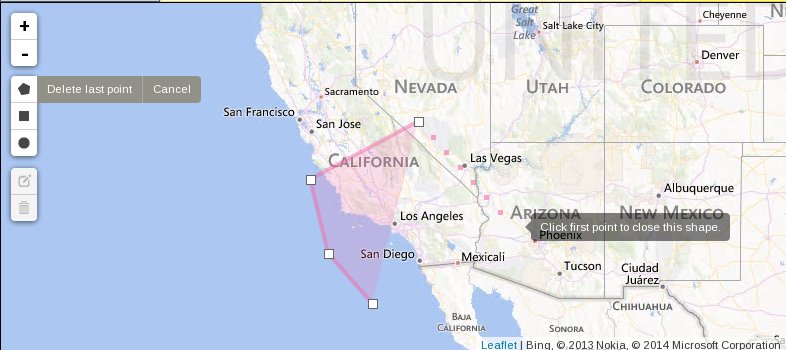 +
-
Delete last point
Cancel
Great
Salt
Lake
Salt Lake City
Cheyenne
Denver
NEVADA
UTAH
COLORADO
UNITED
Sacramento
San Francisco
San Jose
CALIFORNIA
Las Vegas
Albuquerque
Los Angeles
ARIZONA
NEW MEXICO
Click first point to close this shape.
Phoenix
San Diego
Mexicali
Tucson
Ciudad
Juárez
CHIHUAHUA
BAJA
CALIFORNIA
SONORA
Leaflet | Bing, © 2013 Nokia, © 2014 Microsoft Corporation